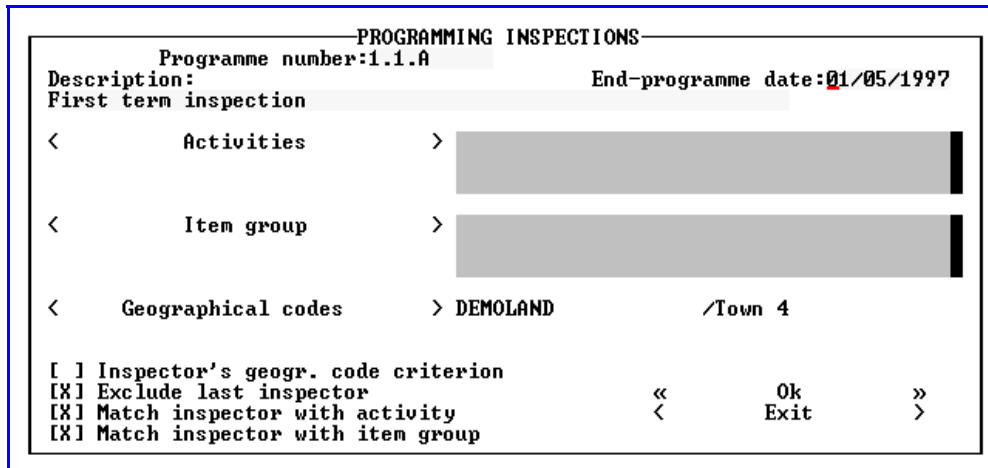 PROGRAMMING INSPECTIONS
Programme number:1.1.A
Description: End-programme date:01/05/1997
First term inspection
< Activities >
< Item group >
< Geographical codes > DEMOLAND /Town 4
[ ] Inspector's geogr. code criterion
[X] Exclude last inspector « Ok »
[X] Match inspector with activity < Exit >
[X] Match inspector with item group